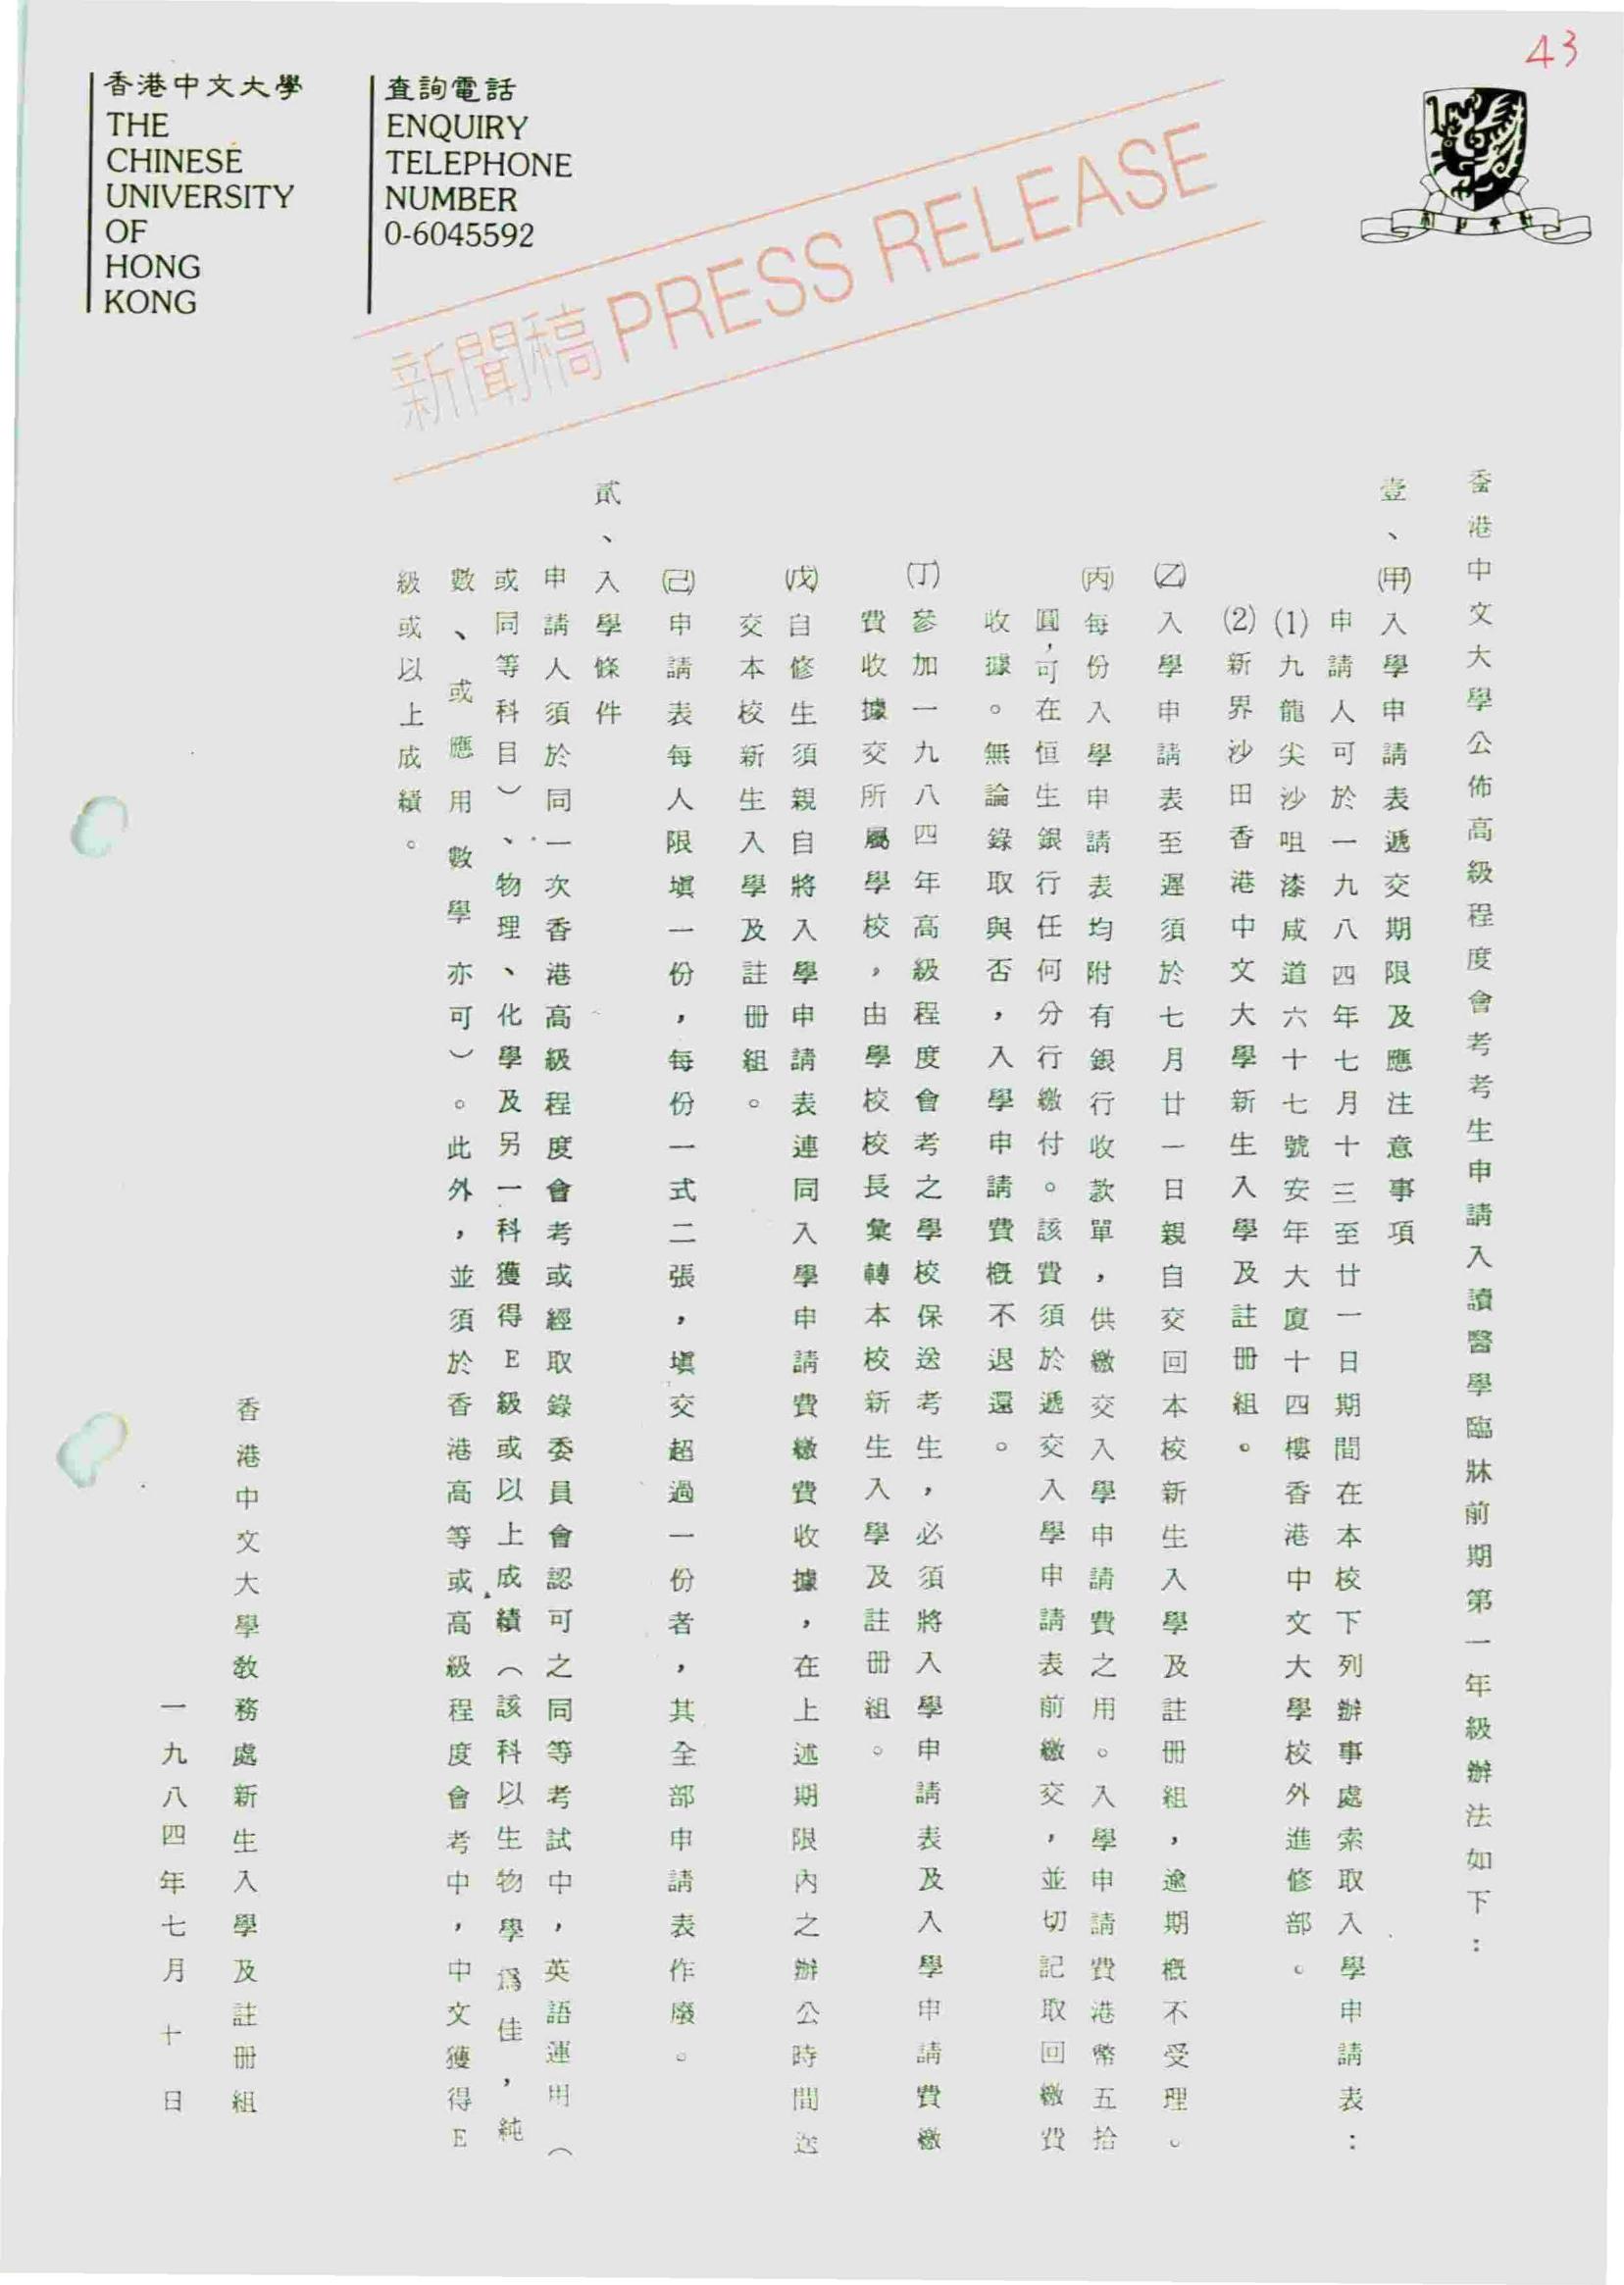 43
香港中文大學
THE
CHINESE
UNIVERSITY
OF
HONG
KONG
查詢電話
ENQUIRY
TELEPHONE
NUMBER
0-6045592
新聞稿 PRESS RELEASE
香港中文大學公佈高級程度會考考生申請入讀醫學臨牀前期第一年級辦法如下：
壹、(甲)入學申請表遞交期限及應注意事項
申請人可於一九八四年七月十三至廿一日期間在本校下列辦事處索取入學申請表：
(1)九龍尖沙咀漆咸道六十七號安年大廈十四樓香港中文大學校外進修部。
(2)新界沙田香港中文大學新生入學及註冊組。
(乙)入學申請表至遲須於七月廿一日親自交回本校新生入學及註冊組，逾期概不受理。
(丙)每份入學申請表均附有銀行收款單，供繳交入學申請費之用。入學申請費港幣五拾
圓，可在恒生銀行任何分行繳付。該費須於遞交入學申請表前繳交，並切記取回繳費
收據。無論錄取與否，入學申請費概不退還。
(丁)參加一九八四年高級程度會考之學校保送考生，必須將入學申請表及入學申請費繳
費收據交所屬學校，由學校校長彙轉本校新生入學及註冊組。
(戊)自修生須親自將入學申請表連同入學申請費繳費收據，在上述期限內之辦公時間送
交本校新生入學及註冊組。
(己)申請表每人限填一份，每份一式二張，填交超過一份者，其全部申請表作廢。
貳、入學條件
申請人須於同一次香港高級程度會考或經取錄委員會認可之同等考試中，英語運用（
或同等科目）、物理、化學及另一科獲得E級或以上成績（該科以生物學為佳，純
數、或應用數學亦可）。此外，並須於香港高等或高級程度會考中，中文獲得E
級或以上成績。
香港中文大學教務處新生入學及註冊組
一九八四年七月十日